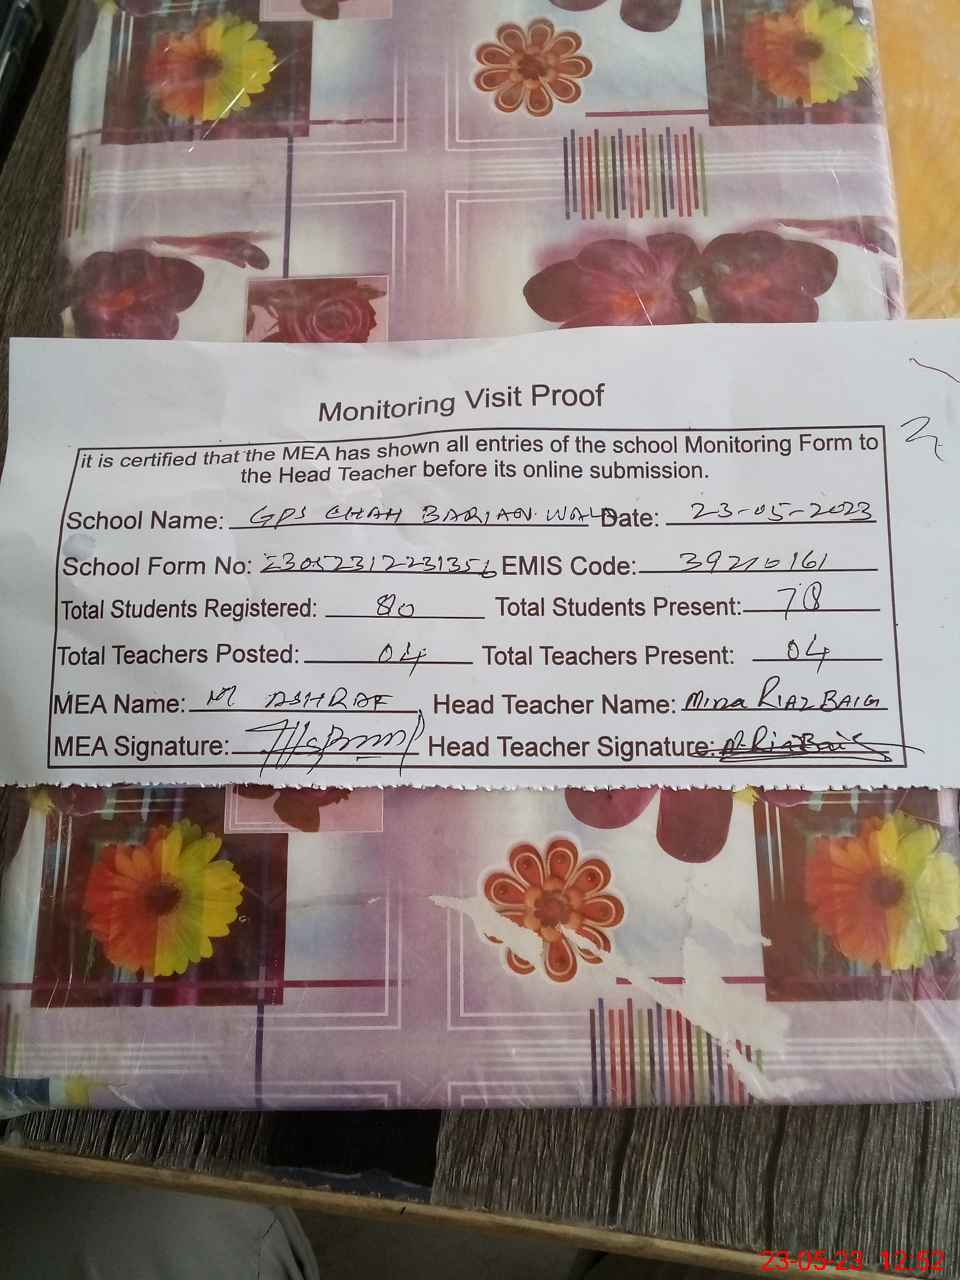 Monitoring Visit Proof
it is certified that the MEA has shown all entries of the school Monitoring Form to
the Head Teacher before its online submission.
School Name: GPS CHAH BARIAN WALA Date: 23-05-2023
School Form No: EMIS Code: 39210161
Total Students Registered: 80 Total Students Present: 78
Total Teachers Posted: 04 Total Teachers Present: 04
MEA Name: M ASHRAF Head Teacher Name: Mirza RIAZ BAIG
MEA Signature: Head Teacher Signature:
23-05-23 12:52